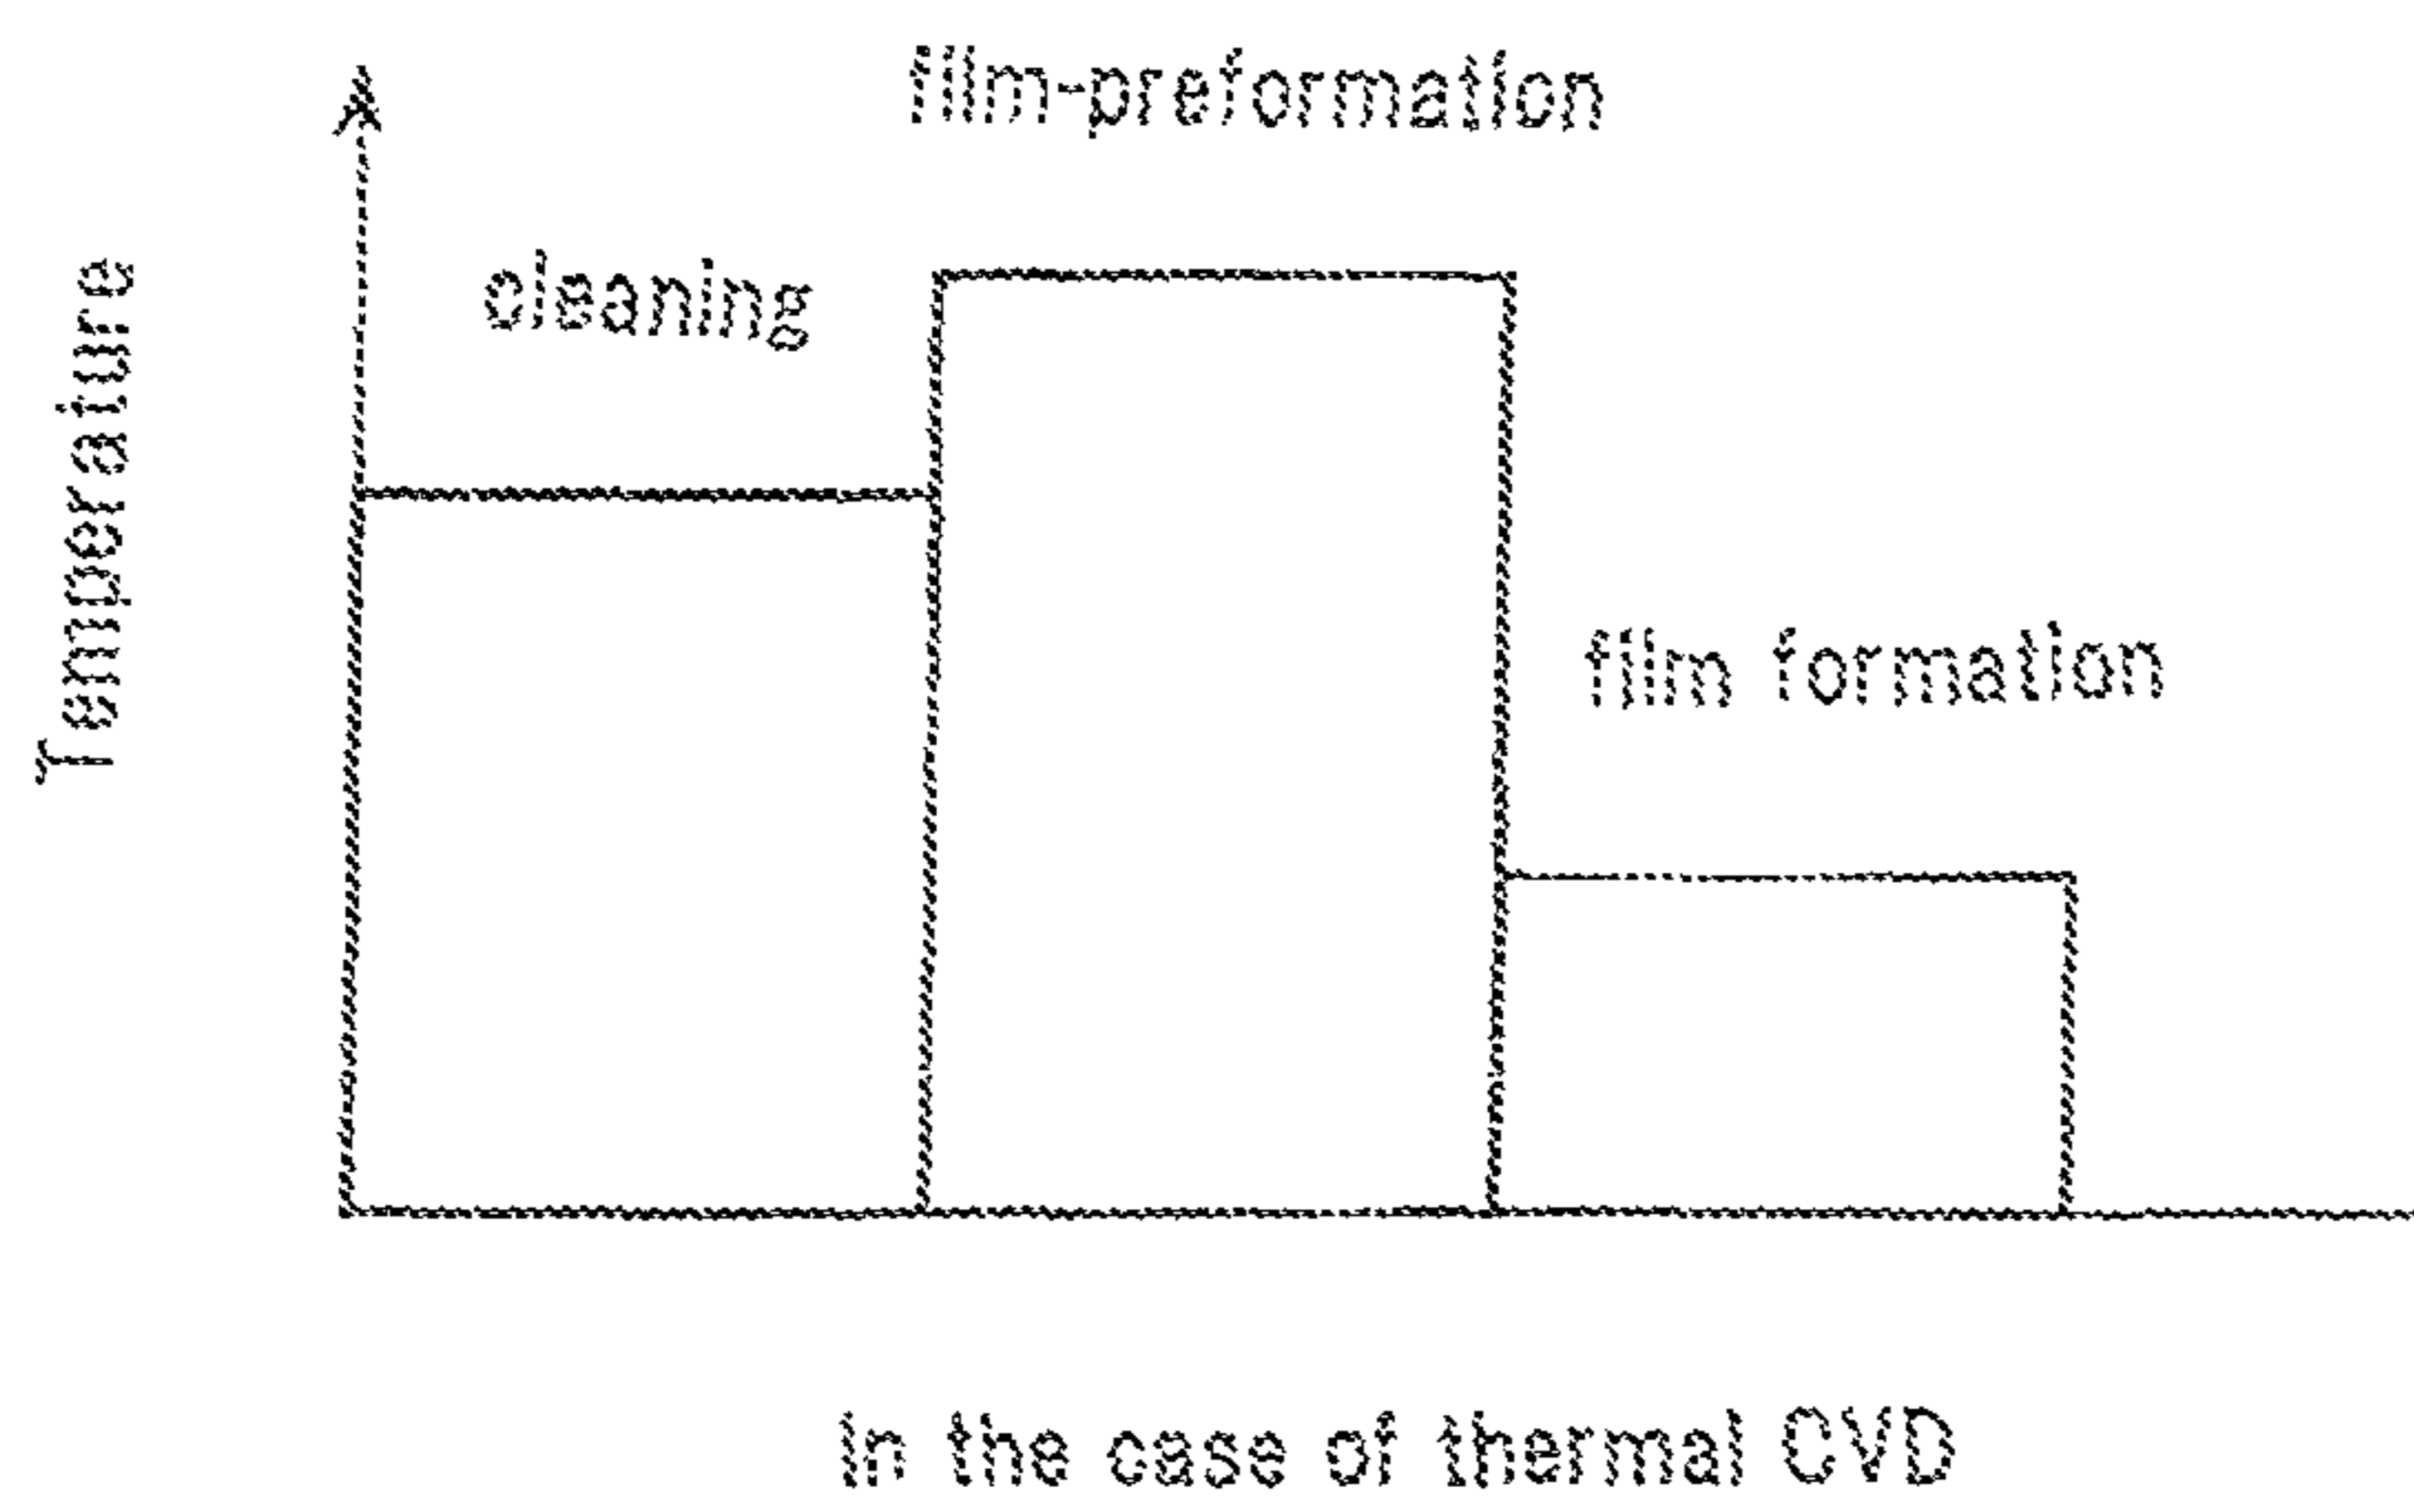 film-preformation
cleaning
Temperature
film formation
in the case of thermal CVD